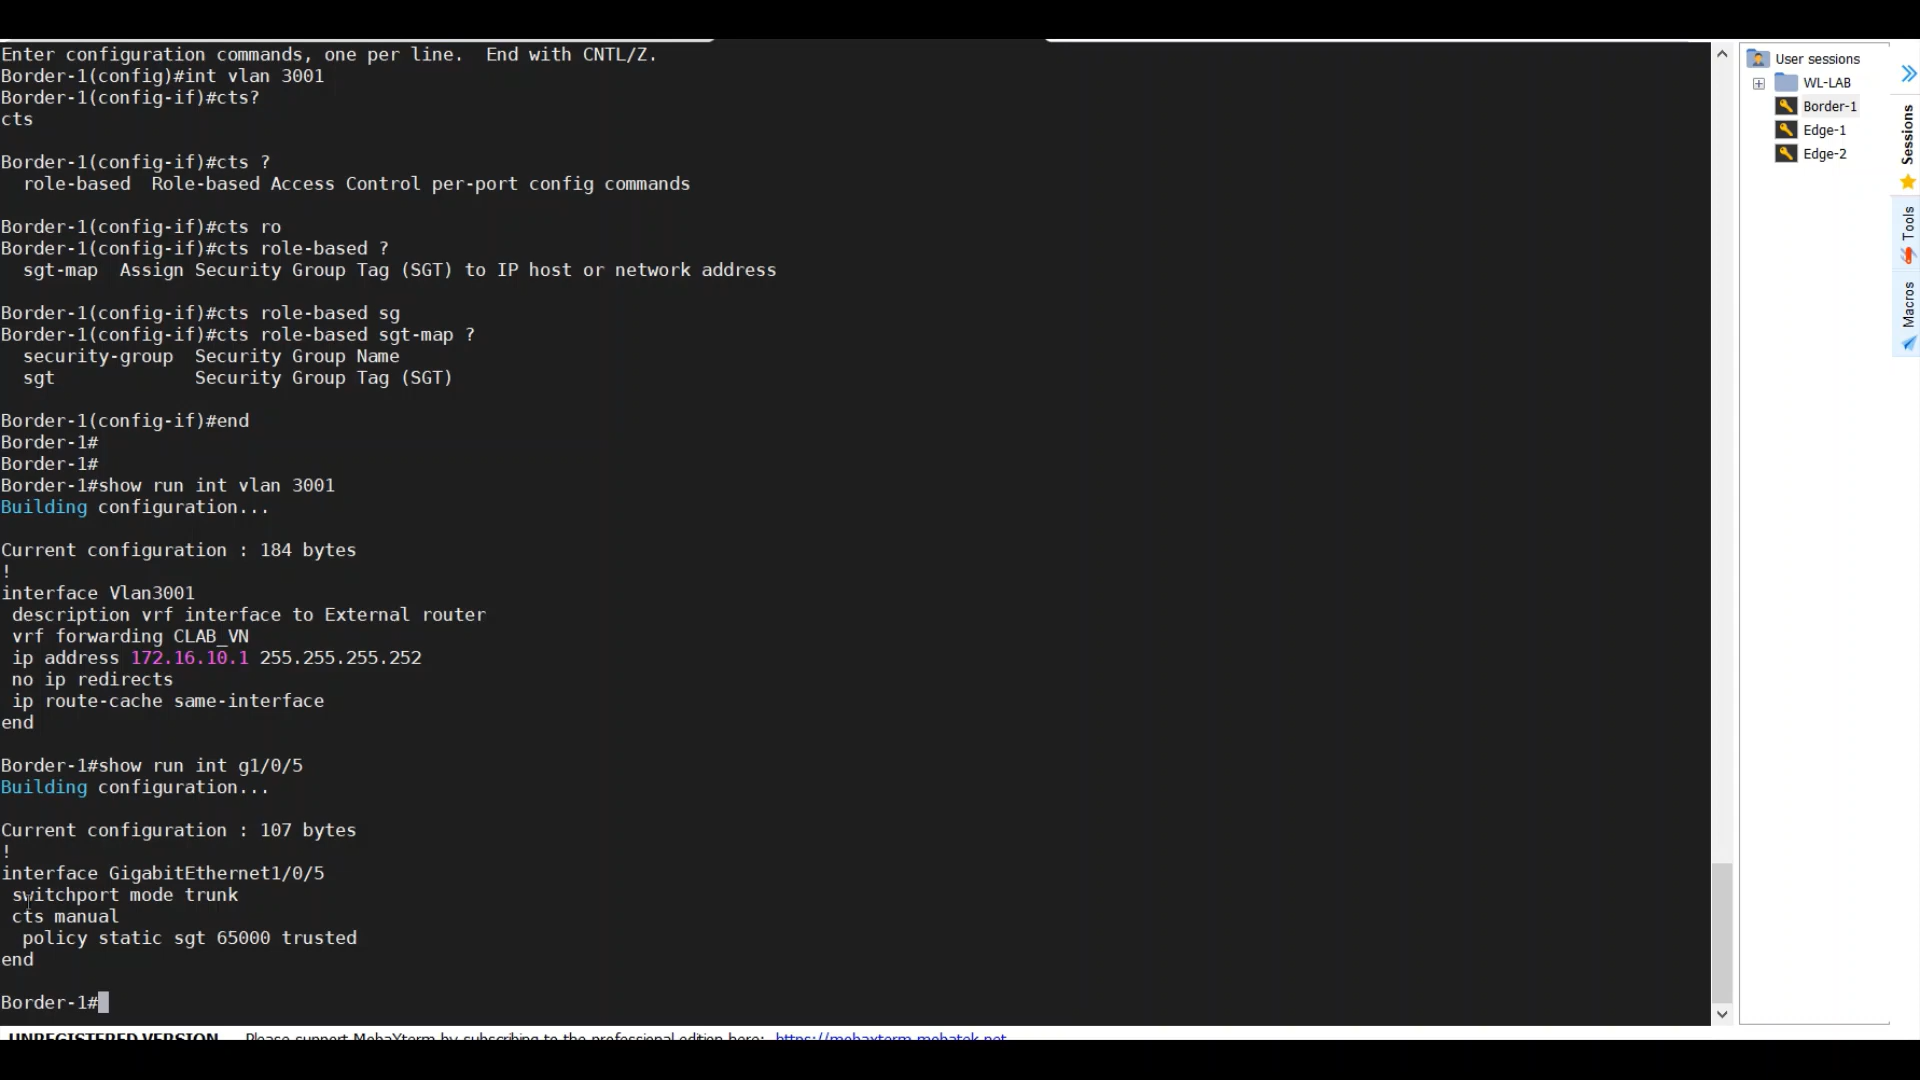 Enter configuration commands, one per line.  End with CNTL/Z.
Border-1(config)#int vlan 3001
Border-1(config-if)#cts?
cts
Border-1(config-if)#cts ?
  role-based  Role-based Access Control per-port config commands
Border-1(config-if)#cts ro
Border-1(config-if)#cts role-based ?
  sgt-map  Assign Security Group Tag (SGT) to IP host or network address
Border-1(config-if)#cts role-based sg
Border-1(config-if)#cts role-based sgt-map ?
  security-group  Security Group Name
  sgt             Security Group Tag (SGT)
Border-1(config-if)#end
Border-1#
Border-1#
Border-1#show run int vlan 3001
Building configuration...
Current configuration : 184 bytes
!
interface Vlan3001
 description vrf interface to External router
 vrf forwarding CLAB_VN
 ip address 172.16.10.1 255.255.255.252
 no ip redirects
 ip route-cache same-interface
end
Border-1#show run int g1/0/5
Building configuration...
Current configuration : 107 bytes
!
interface GigabitEthernet1/0/5
 switchport mode trunk
 cts manual
  policy static sgt 65000 trusted
end
Border-1#
UNREGISTERED VERSION  Please support MobaXterm by subscribing to the professional edition here:  https://mobaxterm.mobatek.net
User sessions
WL-LAB
Border-1
Edge-1
Edge-2
Sessions
Tools
Macros